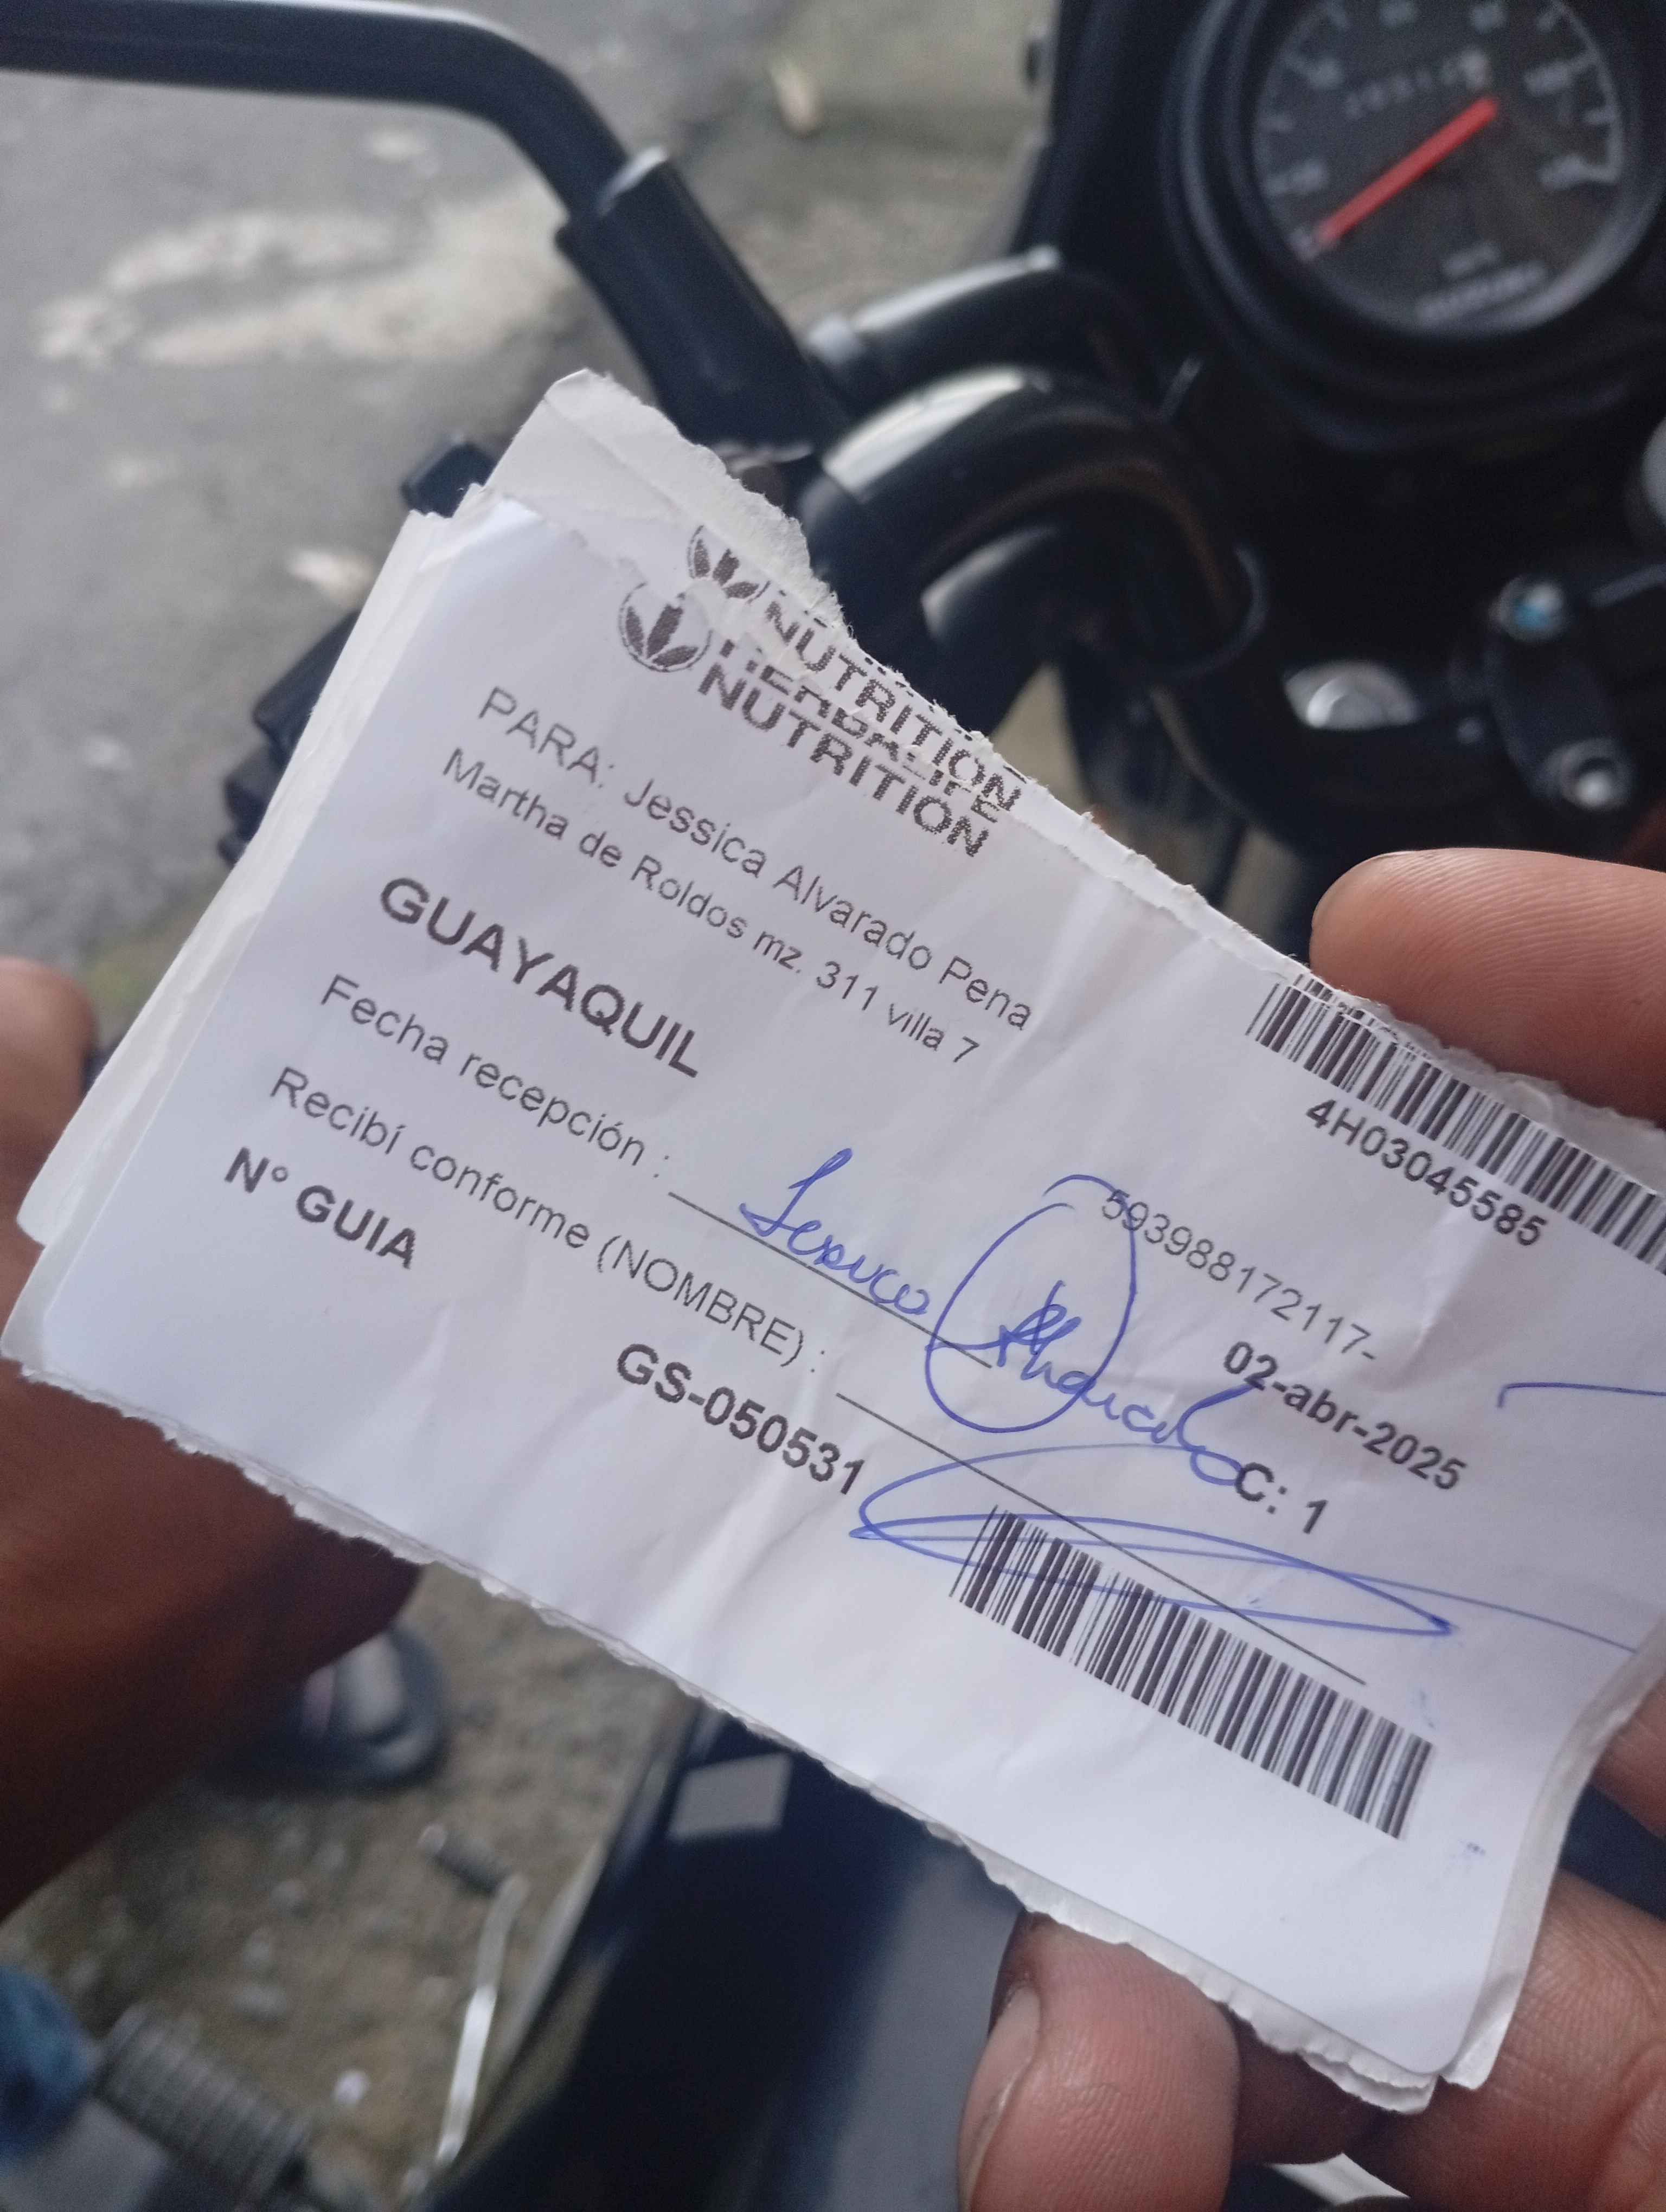 NUTRITION
HERBALIFE
NUTRITION
PARA: Jessica Alvarado Pena
Martha de Roldos mz. 311 villa 7
4H03045585
GUAYAQUIL
593988172117-
Fecha recepción :
02-abr-2025
Recibí conforme (NOMBRE) :
C: 1
Nº GUIA
GS-050531